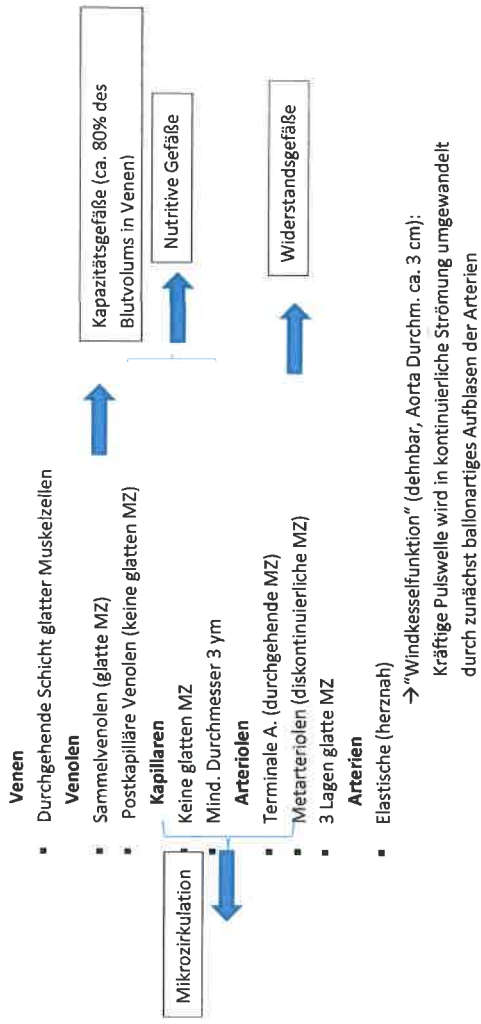 Venen
▪ Durchgehende Schicht glatter Muskelzellen
Venolen
▪ Sammelvenolen (glatte MZ)
▪ Postkapilläre Venolen (keine glatten MZ)
Kapillaren
▪ Keine glatten MZ
▪ Mind. Durchmesser 3 ym
Arteriolen
▪ Terminale A. (durchgehende MZ)
▪ Metarteriolen (diskontinuierliche MZ)
▪ 3 Lagen glatte MZ
Arterien
▪ Elastische (herznah)
→"Windkesselfunktion“ (dehnbar, Aorta Durchm. ca. 3 cm):
Kräftige Pulswelle wird in kontinuierliche Strömung umgewandelt
durch zunächst ballonartiges Aufblasen der Arterien
Mikrozirkulation
Kapazitätsgefäße (ca. 80% des
Blutvolums in Venen)
Nutritive Gefäße
Widerstandsgefäße